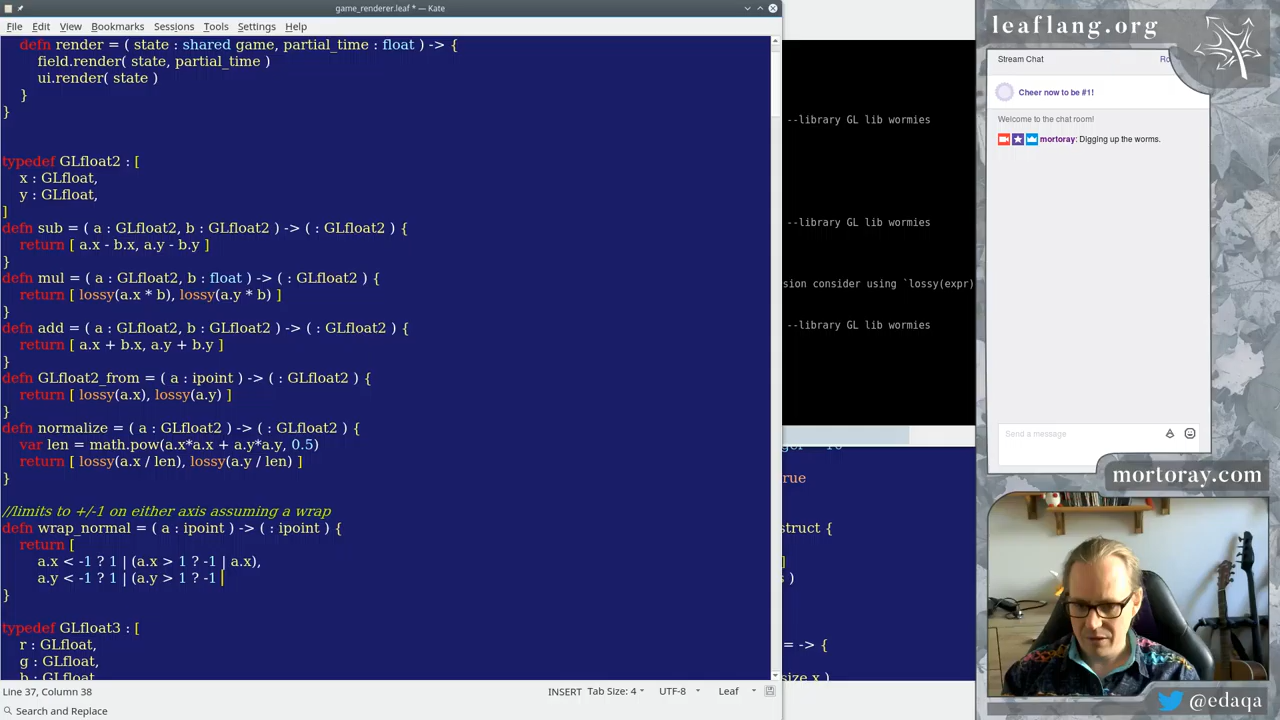 game_renderer.leaf * — Kate
File Edit View Bookmarks Sessions Tools Settings Help
defn render = ( state : shared game, partial_time : float ) -> {
field.render( state, partial_time )
ui.render( state )
}
}
typedef GLfloat2 : [
x : GLfloat,
y : GLfloat,
]
defn sub = ( a : GLfloat2, b : GLfloat2 ) -> ( : GLfloat2 ) {
return [ a.x - b.x, a.y - b.y ]
}
defn mul = ( a : GLfloat2, b : float ) -> ( : GLfloat2 ) {
return [ lossy(a.x * b), lossy(a.y * b) ]
}
defn add = ( a : GLfloat2, b : GLfloat2 ) -> ( : GLfloat2 ) {
return [ a.x + b.x, a.y + b.y ]
}
defn GLfloat2_from = ( a : ipoint ) -> ( : GLfloat2 ) {
return [ lossy(a.x), lossy(a.y) ]
}
defn normalize = ( a : GLfloat2 ) -> ( : GLfloat2 ) {
var len = math.pow(a.x*a.x + a.y*a.y, 0.5)
return [ lossy(a.x / len), lossy(a.y / len) ]
}
//limits to +/-1 on either axis assuming a wrap
defn wrap_normal = ( a : ipoint ) -> ( : ipoint ) {
return [
a.x < -1 ? 1 | (a.x > 1 ? -1 | a.x),
a.y < -1 ? 1 | (a.y > 1 ? -1 |
}
typedef GLfloat3 : [
r : GLfloat,
g : GLfloat,
b : GLfloat,
Line 37, Column 38
INSERT Tab Size: 4 UTF-8 Leaf
Search and Replace
--library GL lib wormies
--library GL lib wormies
sion consider using `lossy(expr)
--library GL lib wormies
rue
struct {
]
s )
= -> {
size.x )
leaflang.org
Stream Chat
Cheer now to be #1!
Welcome to the chat room!
mortoray: Digging up the worms.
Send a message
mortoray.com
@edaqa